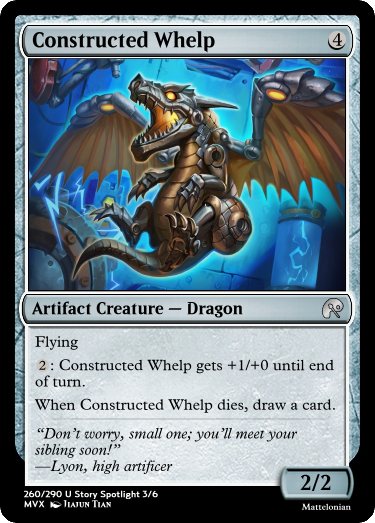 Constructed Whelp 4
Artifact Creature — Dragon
Flying
2 : Constructed Whelp gets +1/+0 until end
of turn.
When Constructed Whelp dies, draw a card.
“Don’t worry, small one; you’ll meet your
sibling soon!”
—Lyon, high artificer
2/2
260/290 U Story Spotlight 3/6
MVX Jiajun Tian
Mattelonian